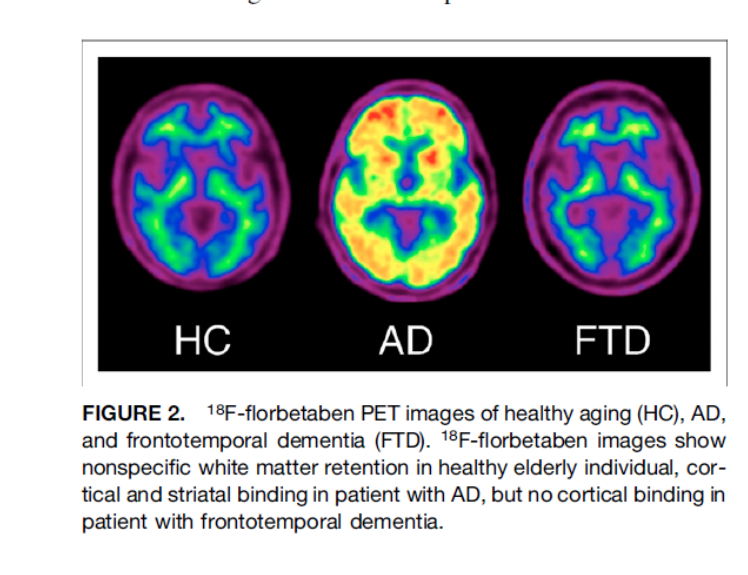 HC AD FTD
FIGURE 2. ¹⁸F-florbetaben PET images of healthy aging (HC), AD,
and frontotemporal dementia (FTD). ¹⁸F-florbetaben images show
nonspecific white matter retention in healthy elderly individual, cor-
tical and striatal binding in patient with AD, but no cortical binding in
patient with frontotemporal dementia.